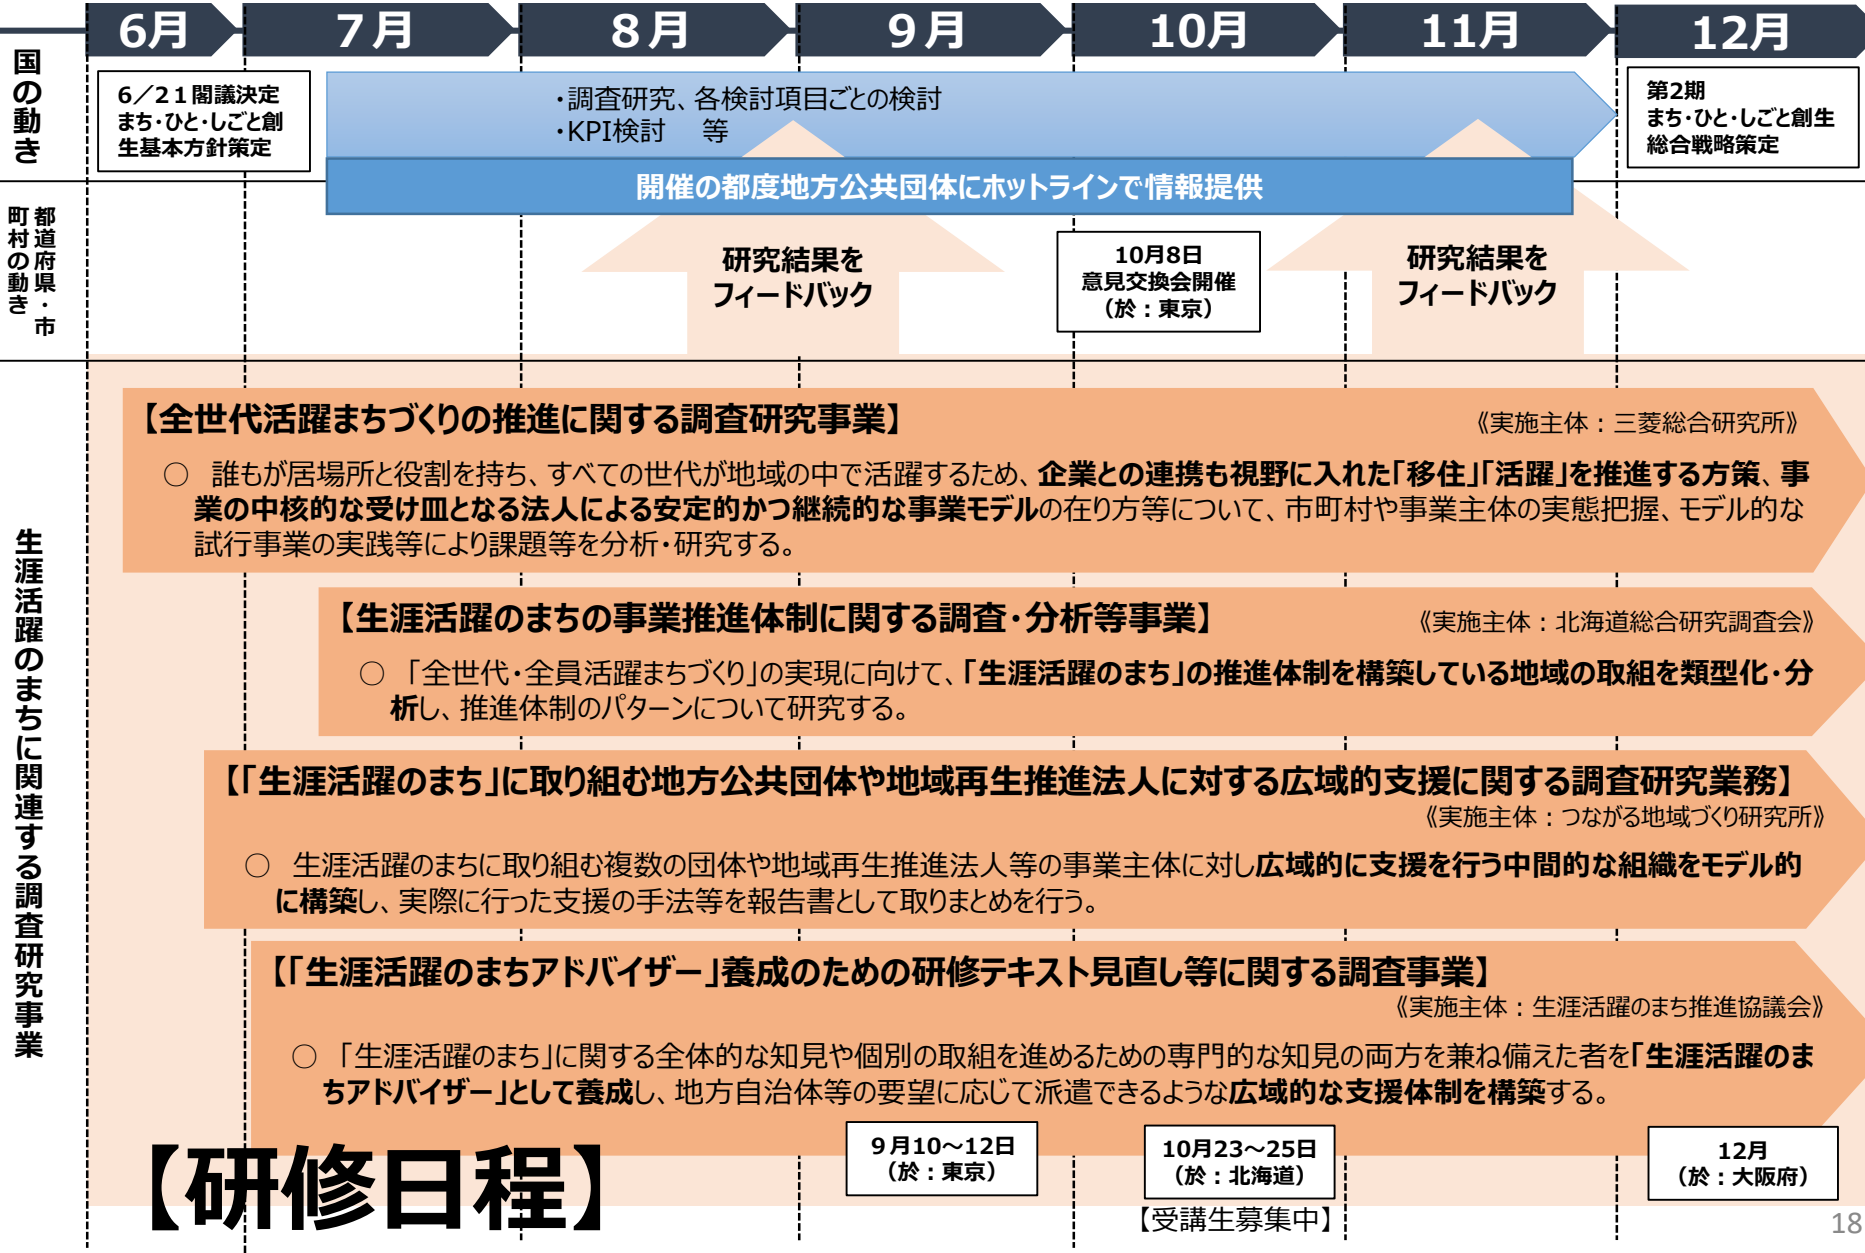 6月
7月
8月
9月
10月
11月
12月
国の動き
6／21閣議決定
まち・ひと・しごと創
生基本方針策定
・調査研究、各検討項目ごとの検討
・KPI検討　等
第2期
まち・ひと・しごと創生
総合戦略策定
開催の都度地方公共団体にホットラインで情報提供
都道府県・市
町村の動き
研究結果を
フィードバック
10月8日
意見交換会開催
（於：東京）
研究結果を
フィードバック
生涯活躍のまちに関連する調査研究事業
【全世代活躍まちづくりの推進に関する調査研究事業】
《実施主体：三菱総合研究所》
○　誰もが居場所と役割を持ち、すべての世代が地域の中で活躍するため、企業との連携も視野に入れた「移住」「活躍」を推進する方策、事
業の中核的な受け皿となる法人による安定的かつ継続的な事業モデルの在り方等について、市町村や事業主体の実態把握、モデル的な
試行事業の実践等により課題等を分析・研究する。
【生涯活躍のまちの事業推進体制に関する調査・分析等事業】
《実施主体：北海道総合研究調査会》
○　「全世代・全員活躍まちづくり」の実現に向けて、「生涯活躍のまち」の推進体制を構築している地域の取組を類型化・分
析し、推進体制のパターンについて研究する。
【「生涯活躍のまち」に取り組む地方公共団体や地域再生推進法人に対する広域的支援に関する調査研究業務】
《実施主体：つながる地域づくり研究所》
○　生涯活躍のまちに取り組む複数の団体や地域再生推進法人等の事業主体に対し広域的に支援を行う中間的な組織をモデル的
に構築し、実際に行った支援の手法等を報告書として取りまとめを行う。
【「生涯活躍のまちアドバイザー」養成のための研修テキスト見直し等に関する調査事業】
《実施主体：生涯活躍のまち推進協議会》
○　「生涯活躍のまち」に関する全体的な知見や個別の取組を進めるための専門的な知見の両方を兼ね備えた者を「生涯活躍のま
ちアドバイザー」として養成し、地方自治体等の要望に応じて派遣できるような広域的な支援体制を構築する。
【研修日程】
9月10～12日
（於：東京）
10月23～25日
（於：北海道）
【受講生募集中】
12月
（於：大阪府）
18